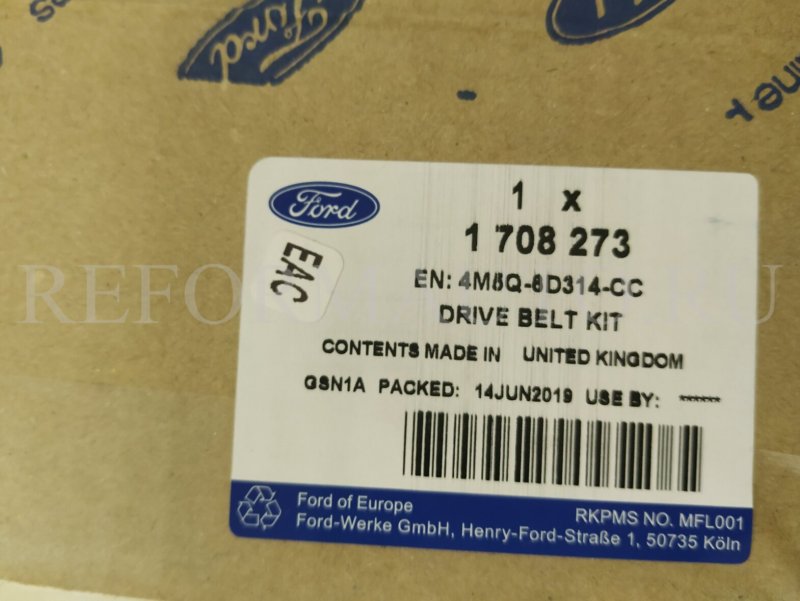 Ford
iner
Ford
1 x
1 708 273
EAC
EN: 4M5Q-6D314-CC
DRIVE BELT KIT
CONTENTS MADE IN UNITED KINGDOM
GSN1A PACKED: 14JUN2019 USE BY: ******
Ford of Europe
RKPMS NO. MFL001
Ford-Werke GmbH, Henry-Ford-Straße 1, 50735 Köln